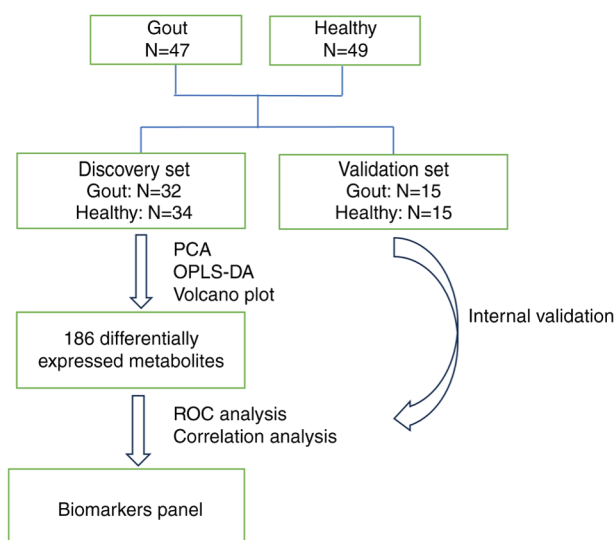 Gout
N=47
Healthy
N=49
Discovery set
Gout: N=32
Healthy: N=34
Validation set
Gout: N=15
Healthy: N=15
PCA
OPLS-DA
Volcano plot
Internal validation
186 differentially
expressed metabolites
ROC analysis
Correlation analysis
Biomarkers panel